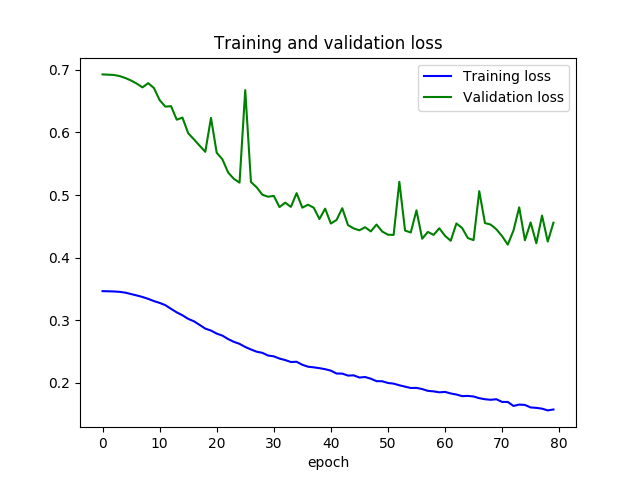 Training and validation loss
Training loss
Validation loss
0.7
0.6
0.5
0.4
0.3
0.2
0 10 20 30 40 50 60 70 80
epoch